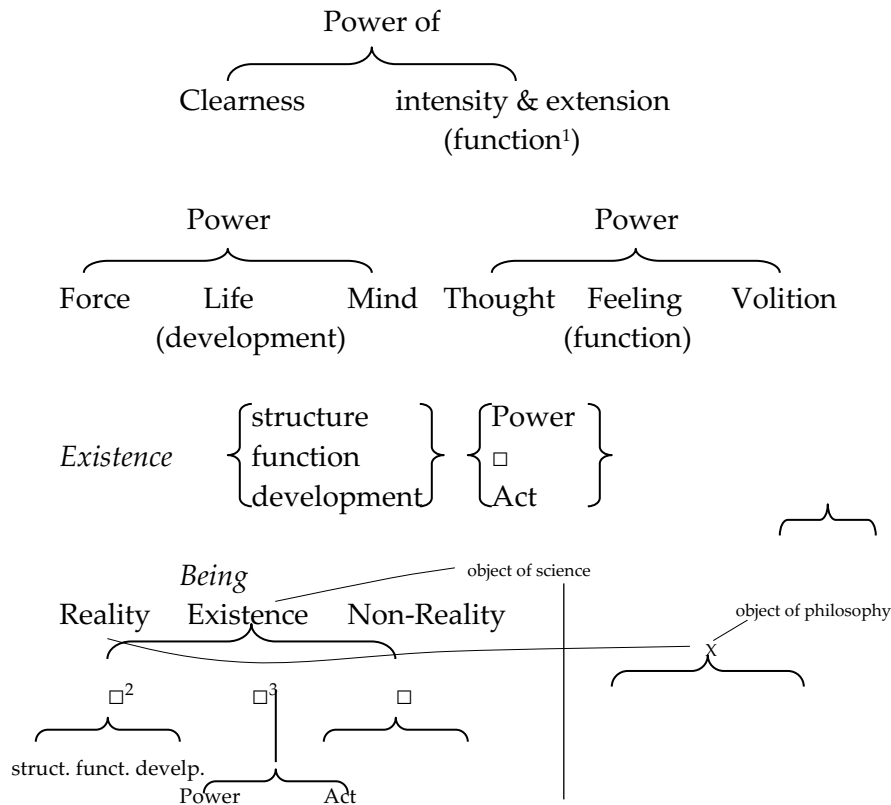 Power of
Clearness intensity & extension
(function¹)
Power Power
Force Life Mind Thought Feeling Volition
(development) (function)
structure Power
Existence function □
development Act
Being object of science
Reality Existence Non-Reality object of philosophy
x
□² □³ □
struct. funct. develp.
Power Act